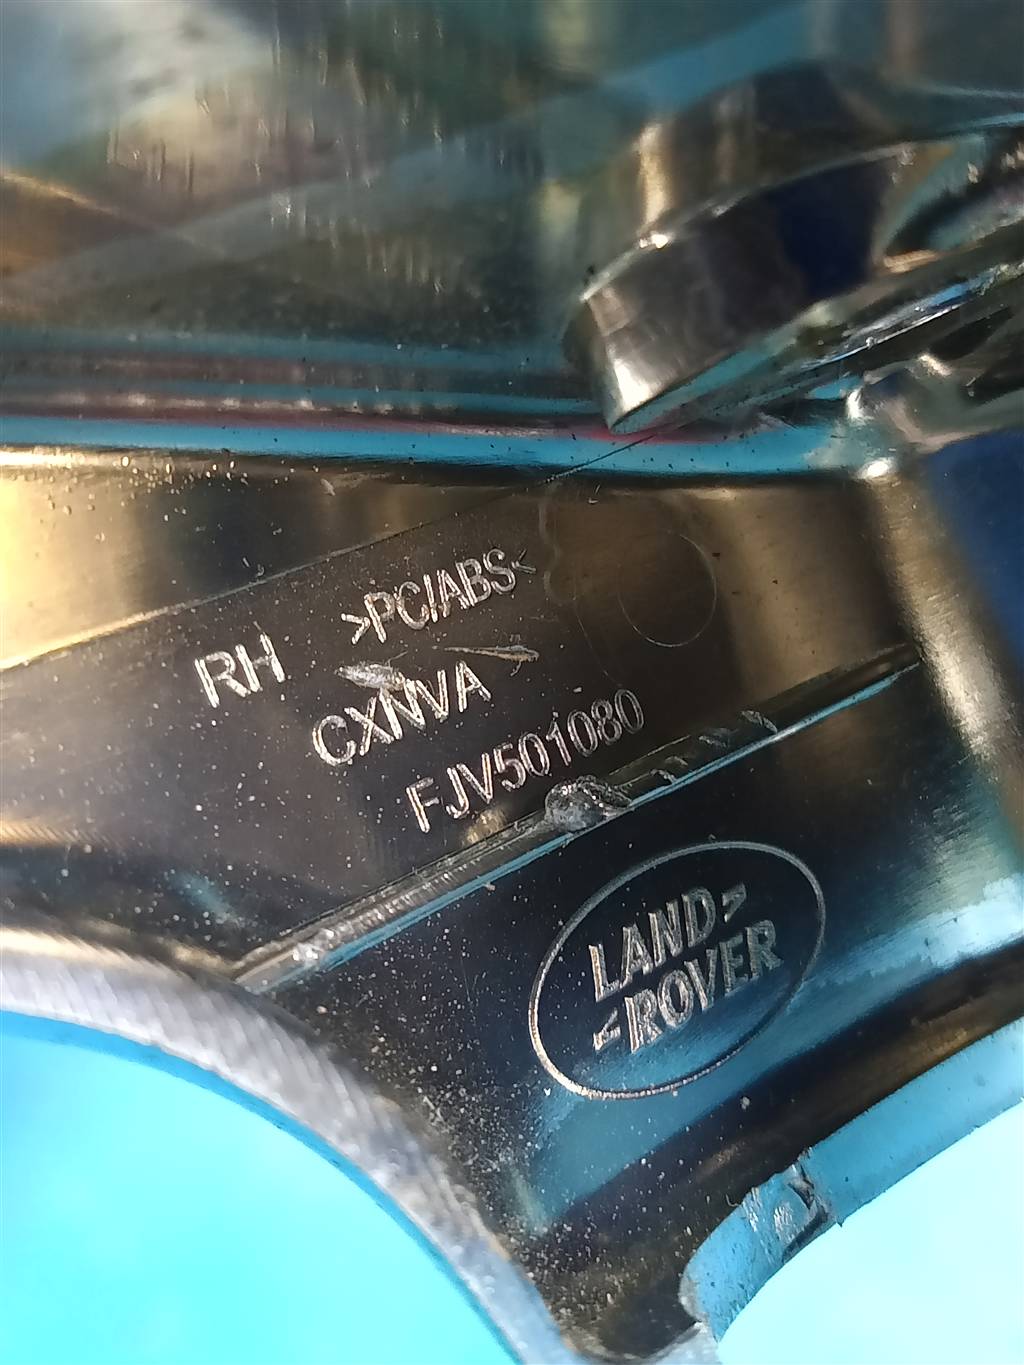 RH >PC/ABS<
CXNVA
FJV501080
LAND
ROVER